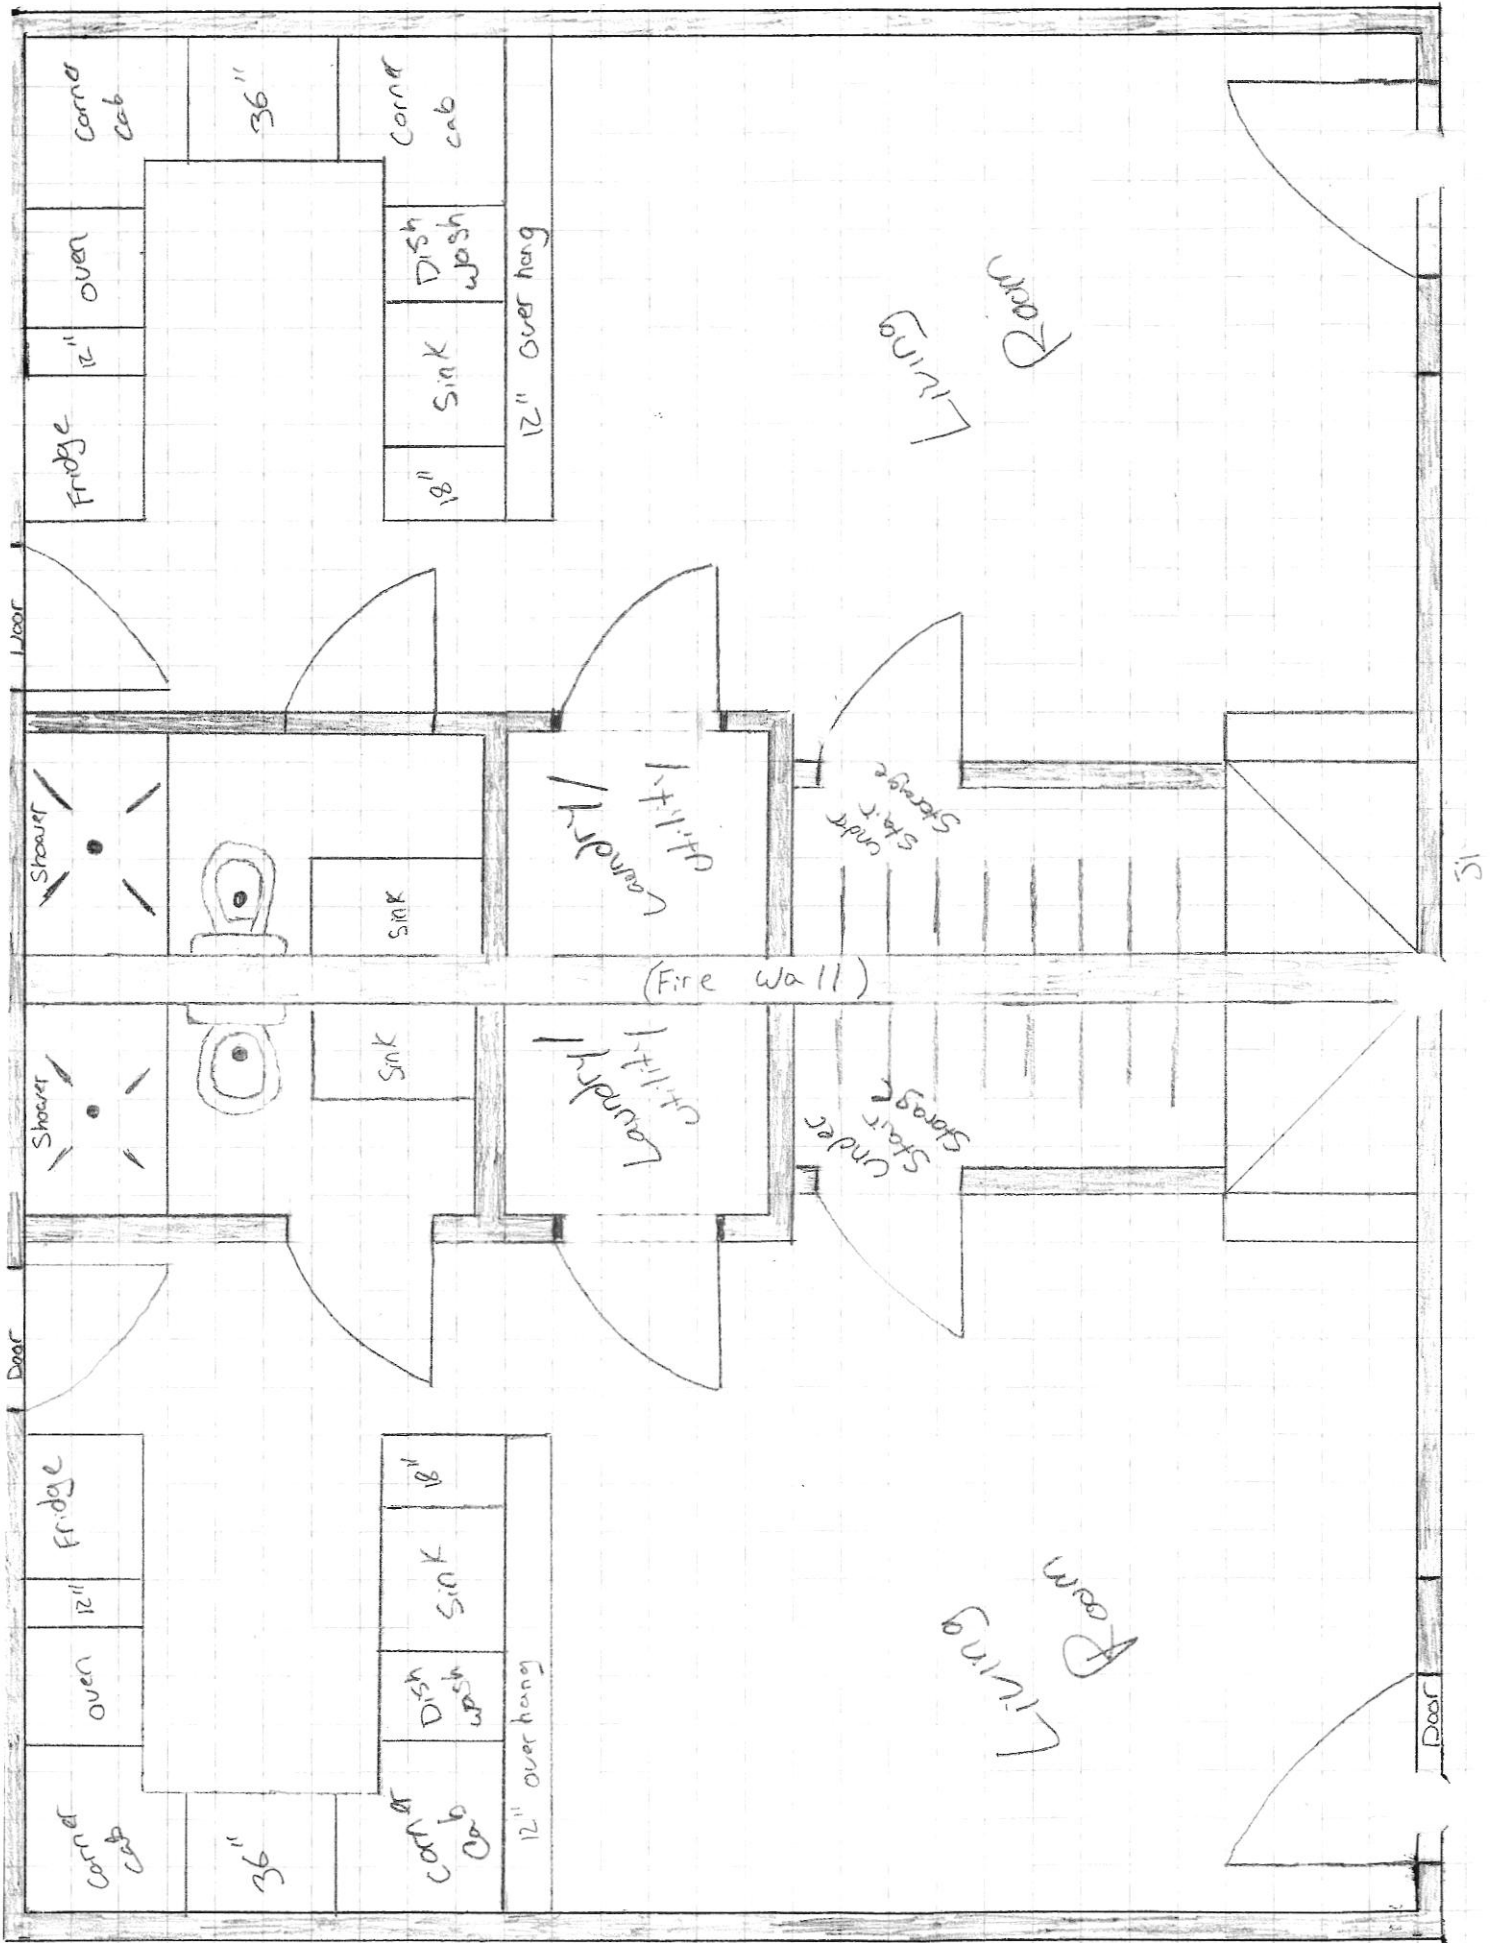 Corner
cab
36"
Corner
cab
oven
Dish
wash
12" over hang
12"
Sink
Fridge
18"
Living
Room
Door
Shower
Sink
Laundry/
Utility
Stair
Storage
(Fire Wall)
Shower
Sink
Laundry/
Utility
Under
Stair
Storage
Door
Fridge
18"
12"
Sink
oven
Dish
wash
12" over hang
Living
Room
Door
Corner
cab
36"
Corner
Cab